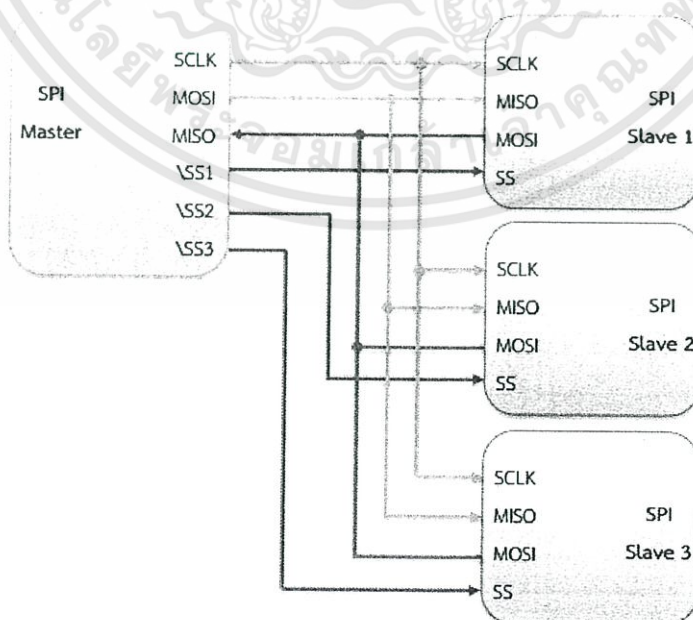 SCLK
SPI
MOSI
Master
MISO
\SS1
\SS2
\SS3
SCLK
MISO
SPI
MOSI
Slave 1
SS
SCLK
MISO
SPI
MOSI
Slave 2
SS
SCLK
MISO
SPI
MOSI
Slave 3
SS